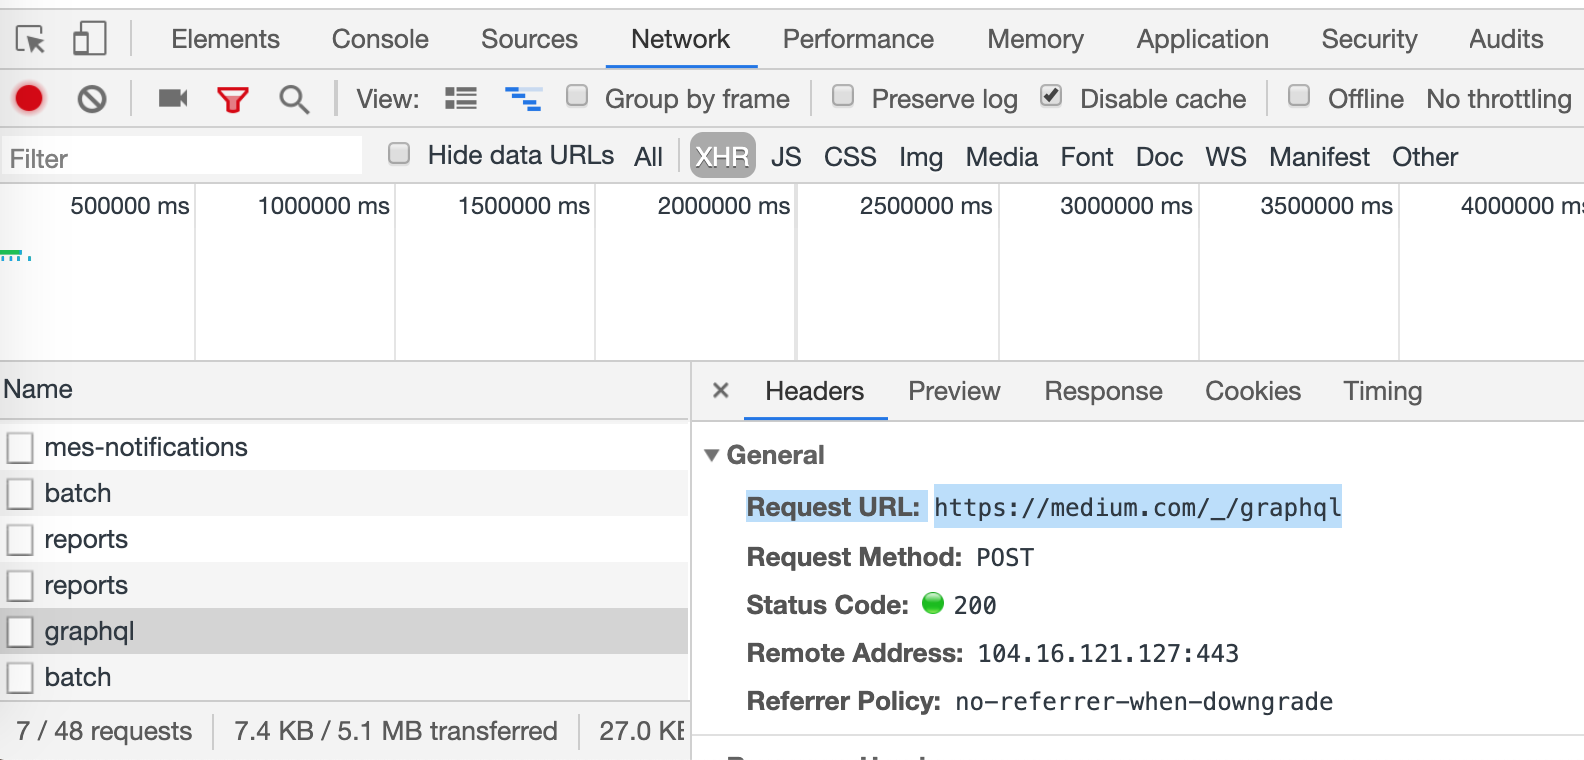 Elements Console Sources Network Performance Memory Application Security Audits
View: Group by frame Preserve log Disable cache Offline No throttling
Filter Hide data URLs All XHR JS CSS Img Media Font Doc WS Manifest Other
500000 ms 1000000 ms 1500000 ms 2000000 ms 2500000 ms 3000000 ms 3500000 ms 4000000 ms
Name
mes-notifications
batch
reports
reports
graphql
batch
7 / 48 requests 7.4 KB / 5.1 MB transferred 27.0 KB
× Headers Preview Response Cookies Timing
▼ General
Request URL: https://medium.com/_/graphql
Request Method: POST
Status Code: 200
Remote Address: 104.16.121.127:443
Referrer Policy: no-referrer-when-downgrade